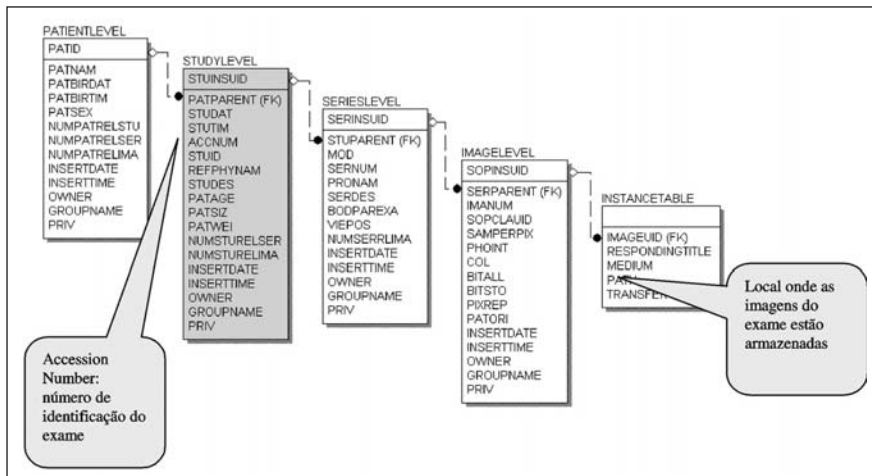 PATIENTLEVEL
PATID
PATNAM
PATBIRDAT
PATBIRTIM
PATSEX
NUMPATRELSTU
NUMPATRELSER
NUMPATRELIMA
INSERTDATE
INSERTTIME
OWNER
GROUPNAME
PRIV
STUDYLEVEL
STUINSUID
PATPARENT (FK)
STUDAT
STUTIM
ACCNUM
STUID
REFPHYNAM
STUDES
PATAGE
PATSIZ
PATWEI
NUMSTURELSER
NUMSTURELIMA
INSERTDATE
INSERTTIME
OWNER
GROUPNAME
PRIV
SERIESLEVEL
SERINSUID
STUPARENT (FK)
MOD
SERNUM
PRONAM
SERDES
BODPAREXA
VIEPOS
NUMSERRLIMA
INSERTDATE
INSERTTIME
OWNER
GROUPNAME
PRIV
IMAGELEVEL
SOPINSUID
SERPARENT (FK)
IMANUM
SOPCLAUID
SAMPERPIX
PHOINT
COL
BITALL
BITSTO
PIXREP
PATORI
INSERTDATE
INSERTTIME
OWNER
GROUPNAME
PRIV
INSTANCETABLE
IMAGEUID (FK)
RESPONDINGTITLE
MEDIUM
Accession
Number:
número de
identificação do
exame
Local onde as
imagens do
exame estão
armazenadas